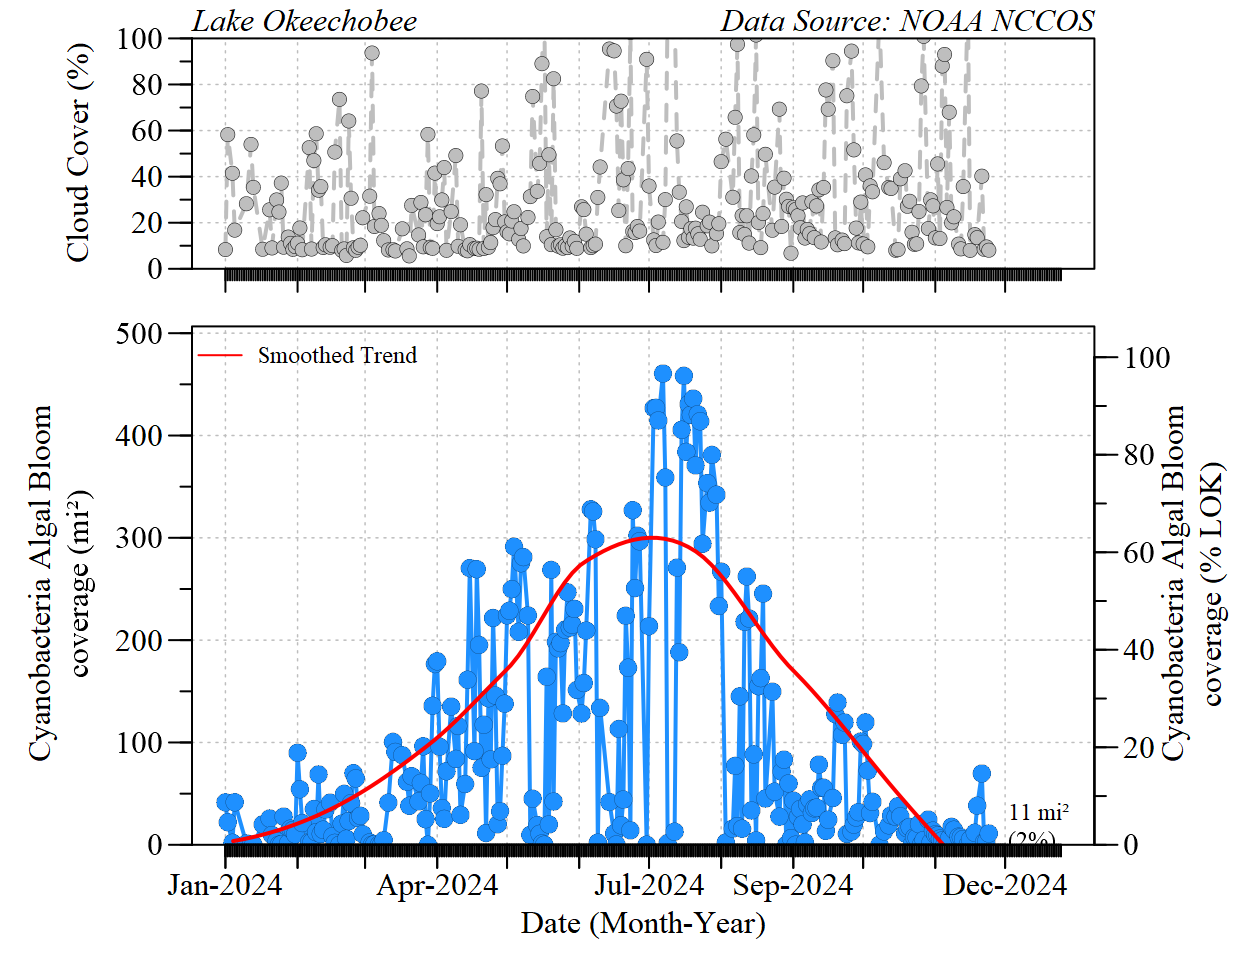 Lake Okeechobee
Data Source: NOAA NCCOS
Cloud Cover (%)
100
80
60
40
20
0
Smoothed Trend
Cyanobacteria Algal Bloom
coverage (mi²)
500
400
300
200
100
0
100
80
60
40
20
0
Cyanobacteria Algal Bloom
coverage (% LOK)
11 mi²
(2%)
Jan-2024
Apr-2024
Jul-2024
Sep-2024
Dec-2024
Date (Month-Year)